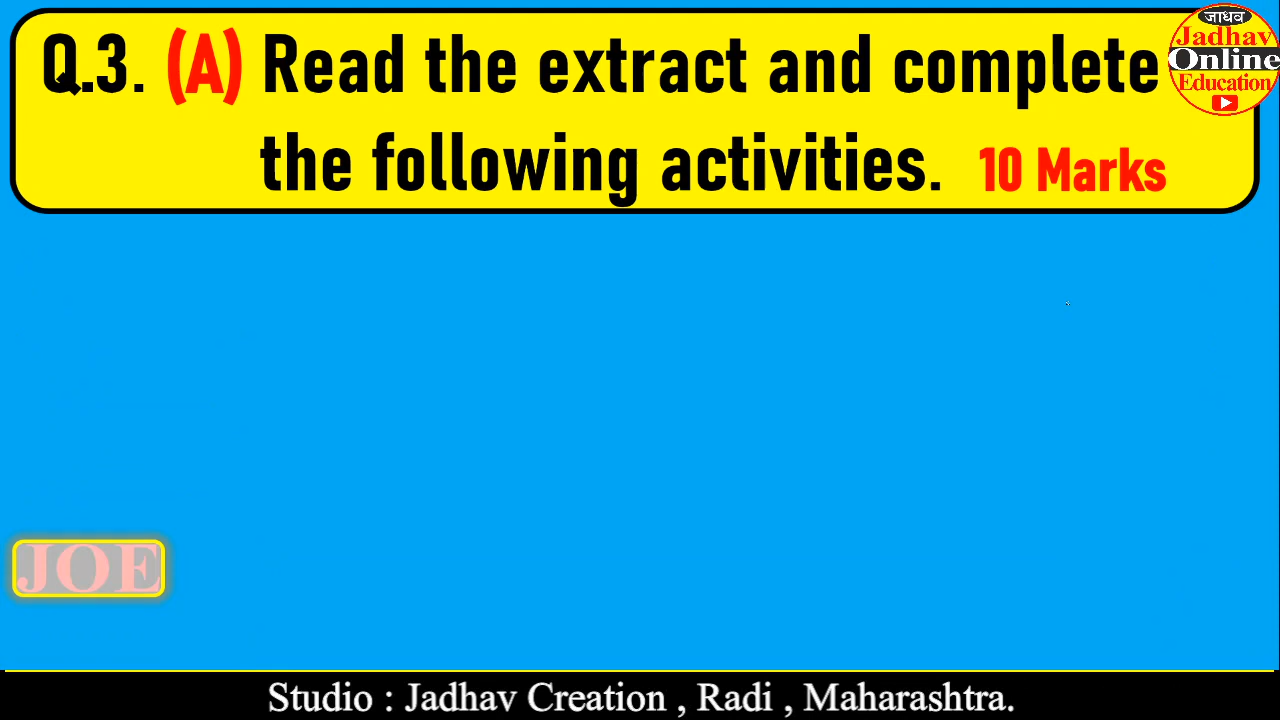 Q.3. (A) Read the extract and complete
the following activities. 10 Marks
जाधव
Jadhav
Online
Education
JOE
Studio : Jadhav Creation , Radi , Maharashtra.